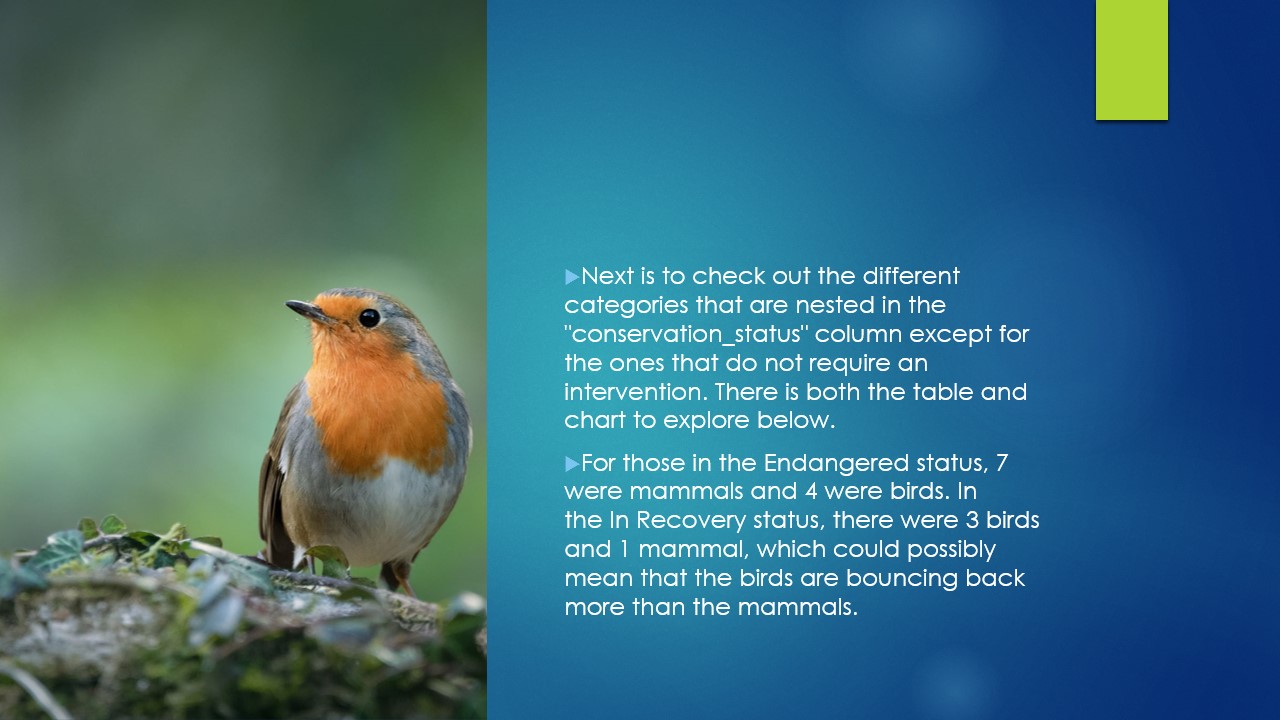 Next is to check out the different
categories that are nested in the
"conservation_status" column except for
the ones that do not require an
intervention. There is both the table and
chart to explore below.
For those in the Endangered status, 7
were mammals and 4 were birds. In
the In Recovery status, there were 3 birds
and 1 mammal, which could possibly
mean that the birds are bouncing back
more than the mammals.